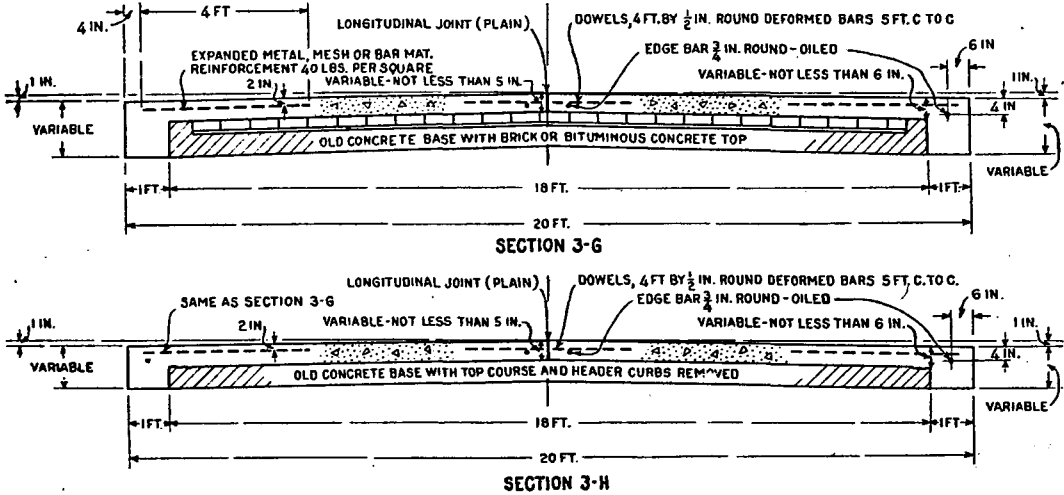 4 FT
4 IN.
LONGITUDINAL JOINT (PLAIN)
DOWELS, 4 FT. BY 1/2 IN. ROUND DEFORMED BARS 5 FT. C TO C
EXPANDED METAL, MESH OR BAR MAT.
REINFORCEMENT 40 LBS. PER SQUARE
EDGE BAR 3/4 IN. ROUND-OILED
6 IN
1 IN.
2 IN
VARIABLE-NOT LESS THAN 5 IN.
VARIABLE-NOT LESS THAN 6 IN.
1 IN.
4 IN
VARIABLE
OLD CONCRETE BASE WITH BRICK OR BITUMINOUS CONCRETE TOP
VARIABLE
1 FT.
18 FT.
1 FT.
20 FT.
SECTION 3-G
LONGITUDINAL JOINT (PLAIN)
DOWELS, 4 FT BY 1/2 IN. ROUND DEFORMED BARS 5 FT. C. TO C.
SAME AS SECTION 3-G
EDGE BAR 3/4 IN. ROUND-OILED
6 IN.
1 IN.
2 IN
VARIABLE-NOT LESS THAN 5 IN.
VARIABLE-NOT LESS THAN 6 IN.
1 IN.
4 IN.
VARIABLE
OLD CONCRETE BASE WITH TOP COURSE AND HEADER CURBS REMOVED
VARIABLE
1 FT.
18 FT.
1 FT.
20 FT.
SECTION 3-H